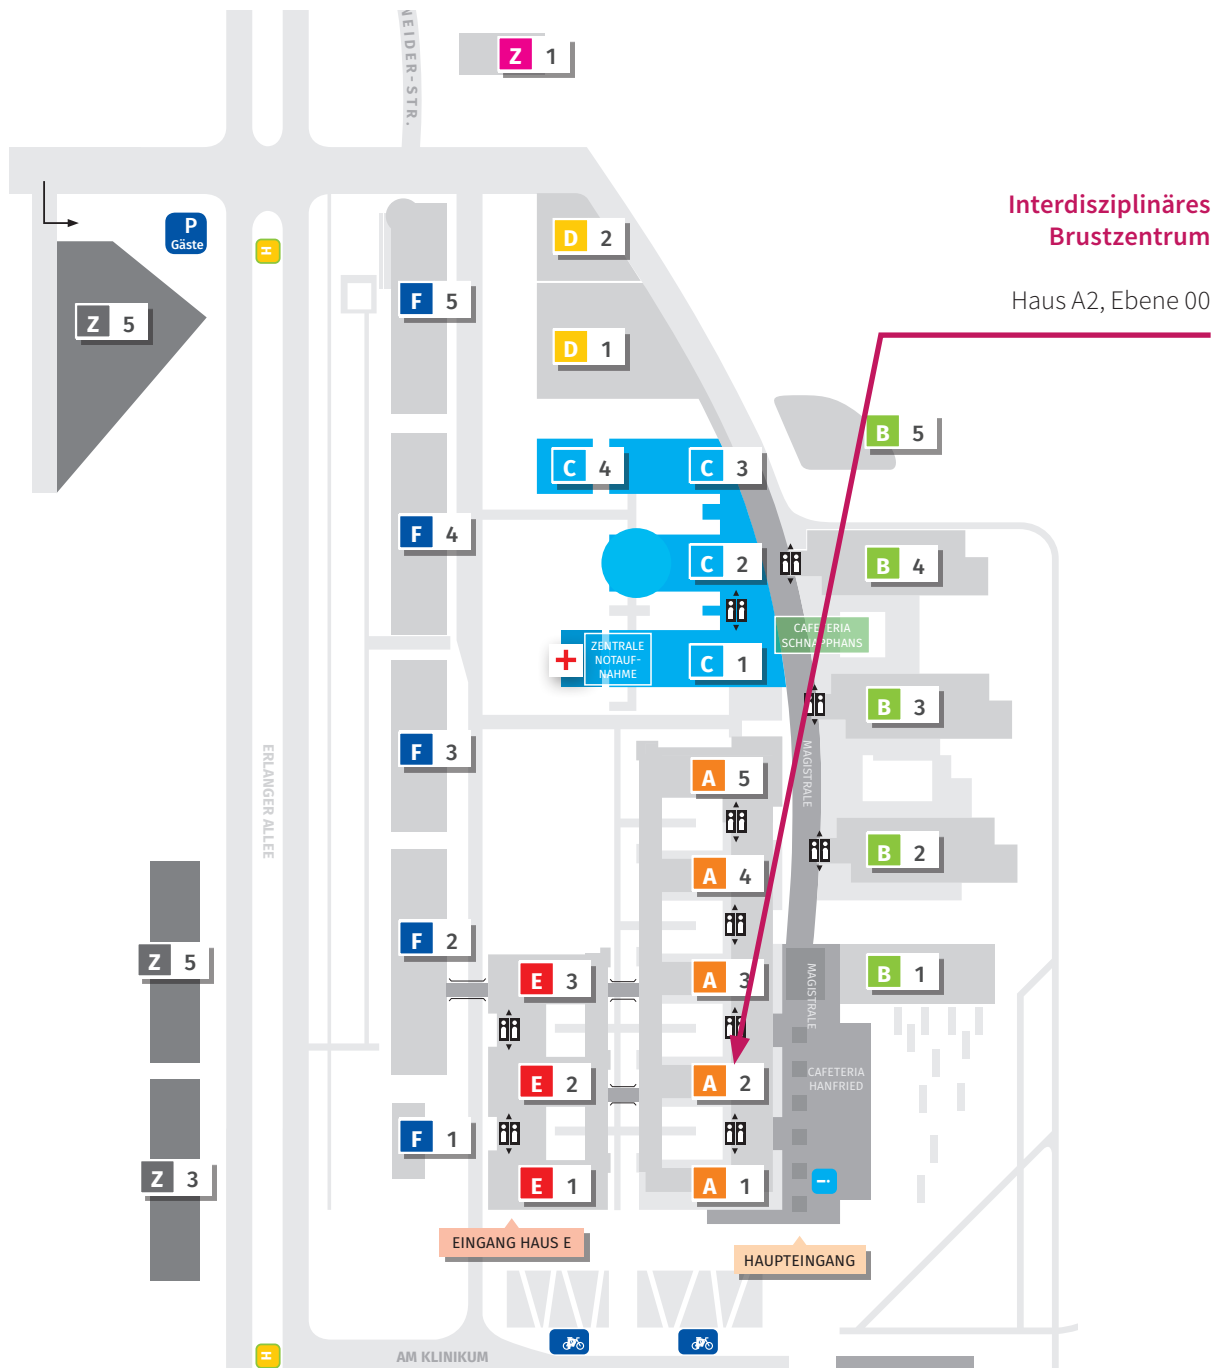 NEIDER-STR.
Z 1
Interdisziplinäres
Brustzentrum
Haus A2, Ebene 00
P
Gäste
H
D 2
Z 5
F 5
D 1
B 5
C 4
C 3
F 4
C 2
B 4
CAFETERIA
SCHNAPPHANS
ZENTRALE
NOTAUF-
NAHME
C 1
B 3
F 3
ERLANGER ALLEE
MAGISTRALE
A 5
B 2
A 4
F 2
Z 5
E 3
A 3
MAGISTRALE
B 1
E 2
A 2
CAFETERIA
HANFRIED
F 1
Z 3
E 1
A 1
i
EINGANG HAUS E
HAUPTEINGANG
H
AM KLINIKUM